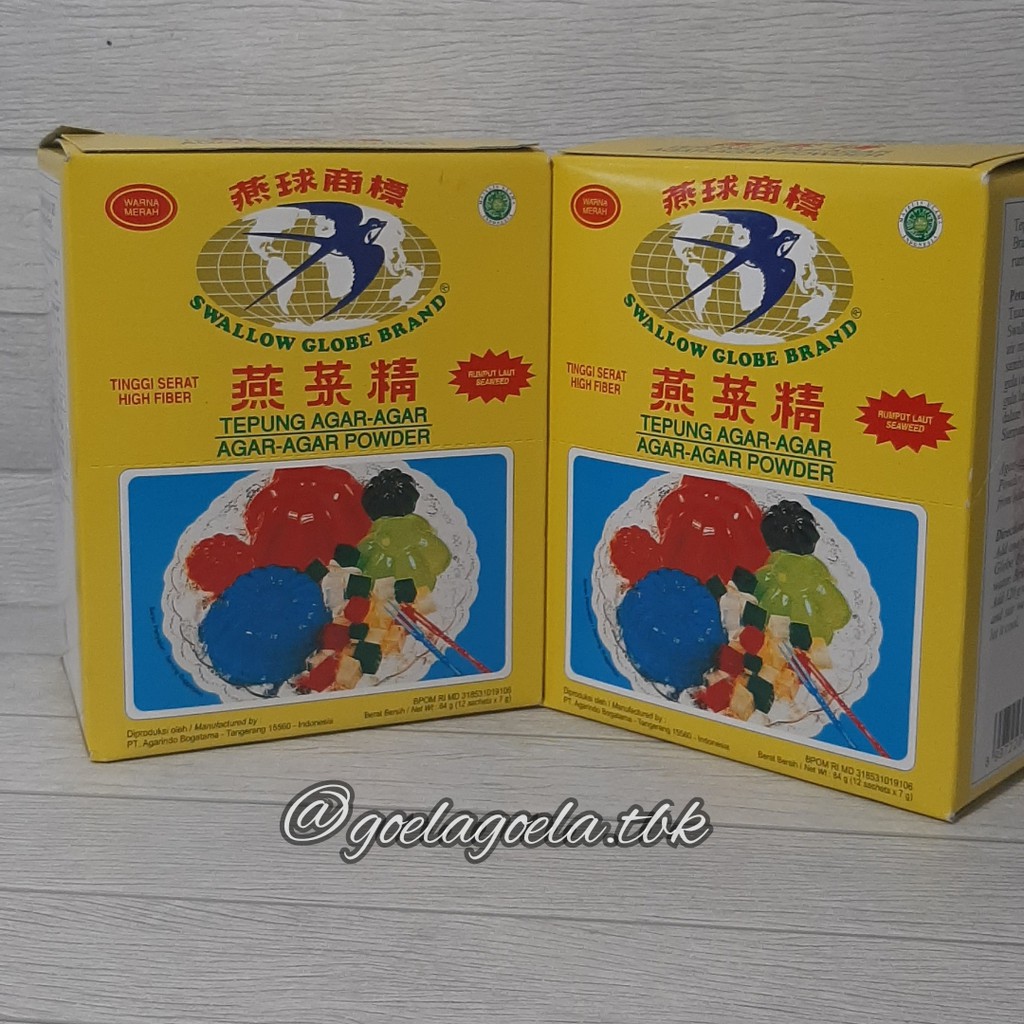 WARNA
MERAH
燕球商標
SWALLOW GLOBE BRAND®
TINGGI SERAT
HIGH FIBER
燕菜精
RUMPUT LAUT
SEAWEED
TEPUNG AGAR-AGAR
AGAR-AGAR POWDER
BPOM RI MD 318531019106
Diproduksi oleh / Manufactured by :
PT. Agarindo Bogatama - Tangerang 15560 - Indonesia
Berat Bersih / Net Wt : 84 g (12 sachets x 7 g)
WARNA
MERAH
燕球商標
SWALLOW GLOBE BRAND®
TINGGI SERAT
HIGH FIBER
燕菜精
RUMPUT LAUT
SEAWEED
TEPUNG AGAR-AGAR
AGAR-AGAR POWDER
Diproduksi oleh / Manufactured by :
PT. Agarindo Bogatama - Tangerang 15560 - Indonesia
BPOM RI MD 318531019106
Berat Bersih / Net Wt : 84 g (12 sachets x 7 g)
@goelagoela.tbk